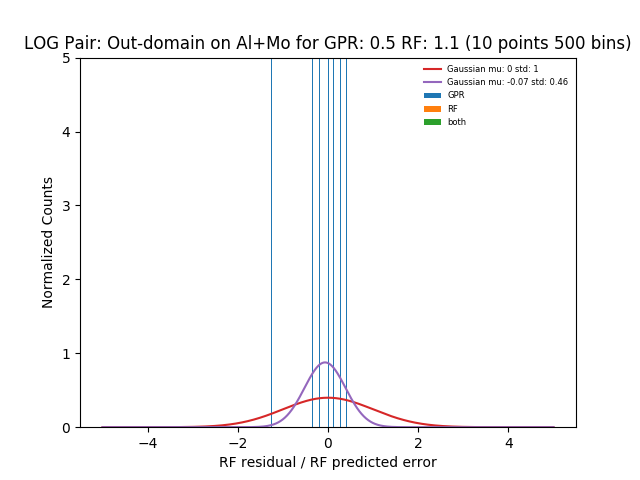 LOG Pair: Out-domain on Al+Mo for GPR: 0.5 RF: 1.1 (10 points 500 bins)
Gaussian mu: 0 std: 1
Gaussian mu: -0.07 std: 0.46
GPR
RF
both
Normalized Counts
5
4
3
2
1
0
−4 −2 0 2 4
RF residual / RF predicted error